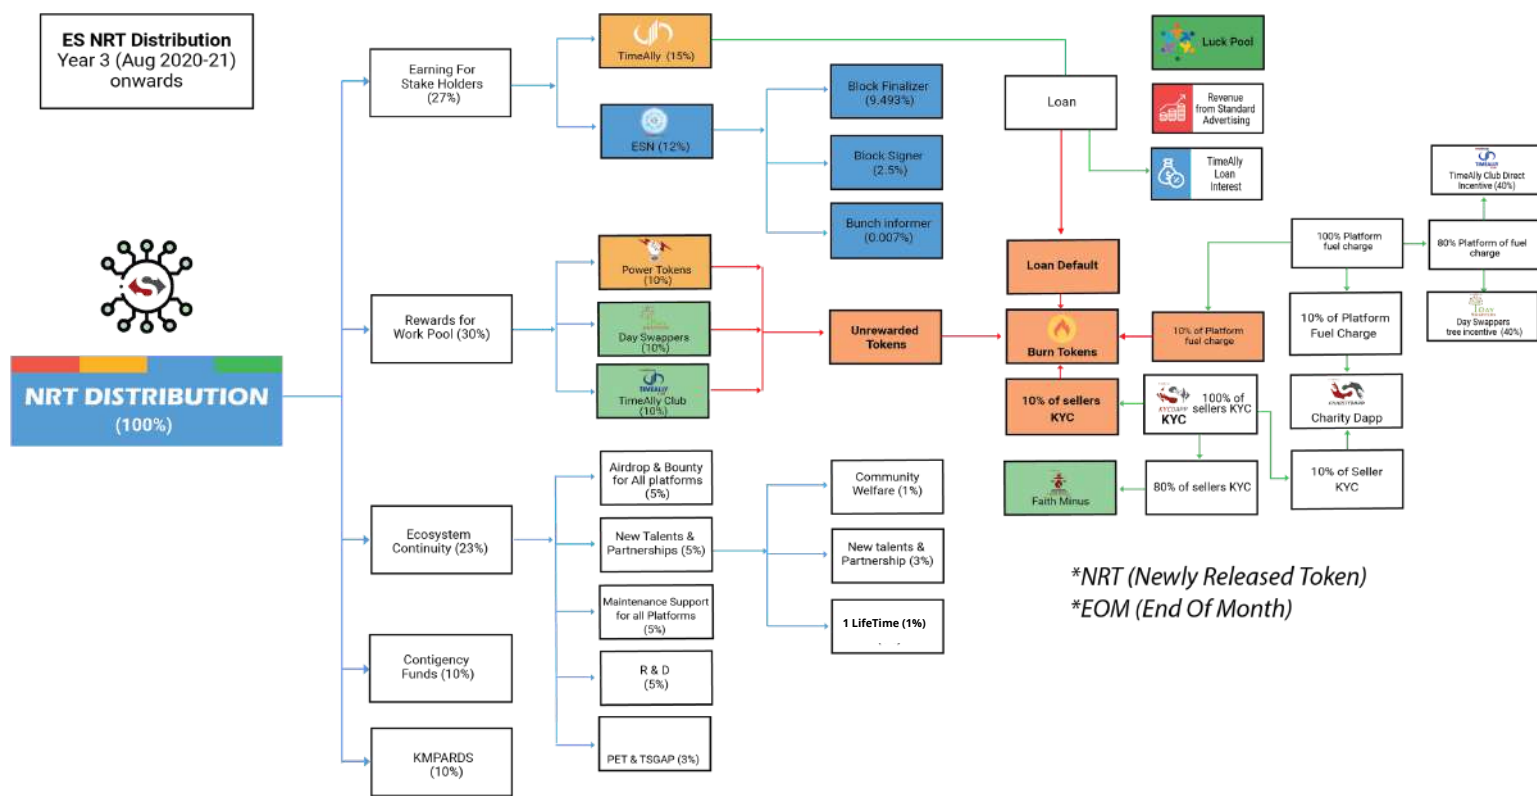 ES NRT Distribution
Year 3 (Aug 2020-21)
onwards
NRT DISTRIBUTION
(100%)
Earning For
Stake Holders
(27%)
Rewards for
Work Pool (30%)
Ecosystem
Continuity (23%)
Contigency
Funds (10%)
KMPARDS
(10%)
TimeAlly (15%)
ESN (12%)
Power Tokens
(10%)
Day Swappers
(10%)
TIMEALLY
TimeAlly Club
(10%)
Airdrop & Bounty
for All platforms
(5%)
New Talents &
Partnerships (5%)
Maintenance Support
for all Platforms
(5%)
R & D
(5%)
PET & TSGAP (3%)
Block Finalizer
(9.493%)
Block Signer
(2.5%)
Bunch informer
(0.007%)
Unrewarded
Tokens
Community
Welfare (1%)
New talents &
Partnership (3%)
1 LifeTime (1%)
Loan
Loan Default
Burn Tokens
10% of sellers
KYC
Faith Minus
Luck Pool
Revenue
from Standard
Advertising
TimeAlly
Loan
Interest
10% of Platform
fuel charge
KYCDAPP
KYC
100% of
sellers KYC
80% of sellers KYC
100% Platform
fuel charge
10% of Platform
Fuel Charge
CHARITYDAPP
Charity Dapp
10% of Seller
KYC
TIMEALLY
TimeAlly Club Direct
Incentive (40%)
80% Platform of fuel
charge
DAY
SWAPPERS
Day Swappers
tree incentive (40%)
*NRT (Newly Released Token)
*EOM (End Of Month)